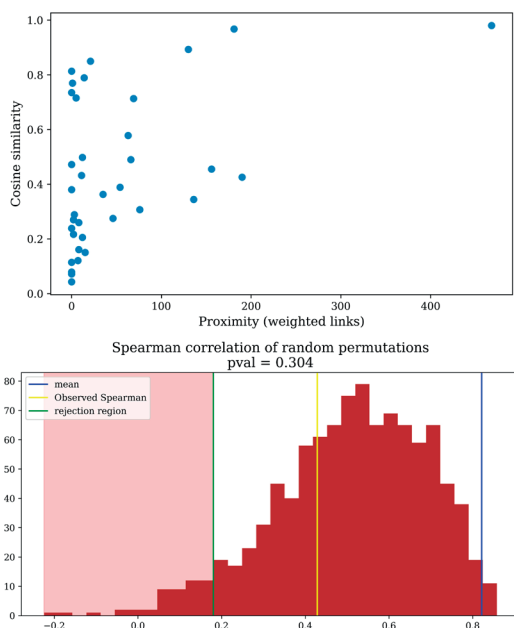 1.0
0.8
0.6
0.4
0.2
0.0
Cosine similarity
0 100 200 300 400
Proximity (weighted links)
Spearman correlation of random permutations
pval = 0.304
80
70
60
50
40
30
20
10
0
mean
Observed Spearman
rejection region
−0.2 0.0 0.2 0.4 0.6 0.8